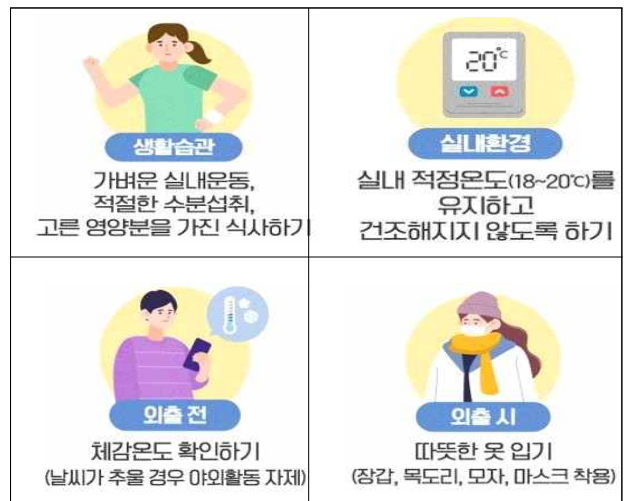 생활습관
가벼운 실내운동,
적절한 수분섭취,
고른 영양분을 가진 식사하기
20℃
실내환경
실내 적정온도(18~20℃)를
유지하고
건조해지지 않도록 하기
외출 전
체감온도 확인하기
(날씨가 추울 경우 야외활동 자제)
외출 시
따뜻한 옷 입기
(장갑, 목도리, 모자, 마스크 착용)